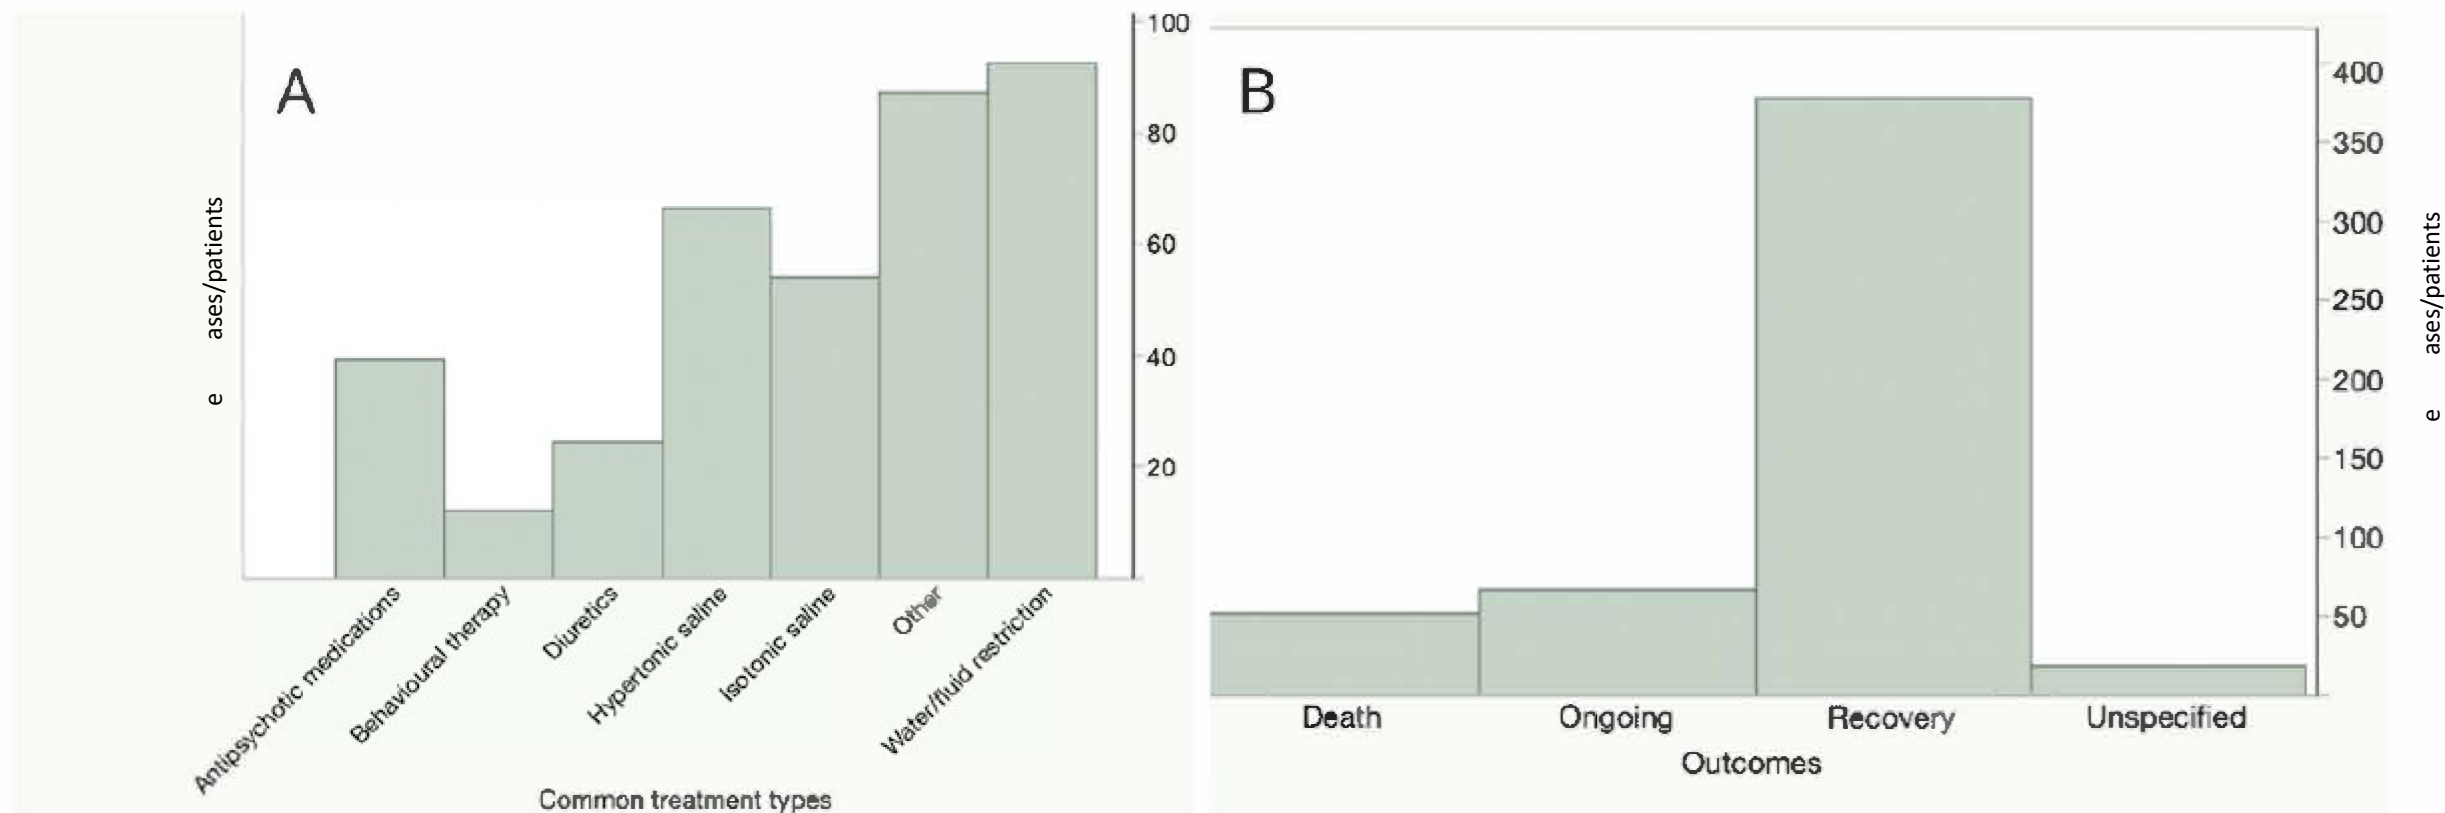 A
100
80
60
40
20
ases/patients
e
Antipsychotic medications
Behavioural therapy
Diuretics
Hypertonic saline
Isotonic saline
Other
Water/fluid restriction
Common treatment types
B
400
350
300
250
200
150
100
50
ases/patients
e
Death
Ongoing
Recovery
Unspecified
Outcomes